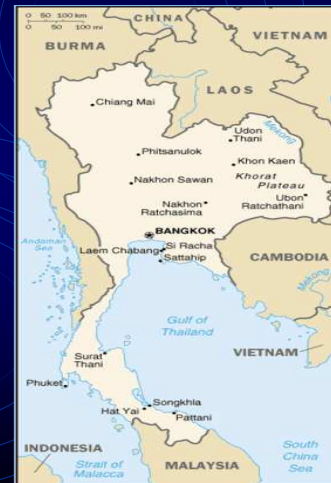 0 50 100 km
0 50 100 mi
CHINA
VIETNAM
BURMA
LAOS
Chiang Mai
Udon
Thani
Mekong
Phitsanulok
Khon Kaen
Nakhon Sawan
Khorat
Plateau
Nakhon
Ratchasima
Ubon
Ratchathani
BANGKOK
Andaman
Sea
Laem Chabang
Si Racha
Sattahip
CAMBODIA
Mekong
Gulf of
Thailand
VIETNAM
Surat
Thani
Phuket
Songkhla
Hat Yai
Pattani
INDONESIA
Strait of
Malacca
MALAYSIA
South
China
Sea